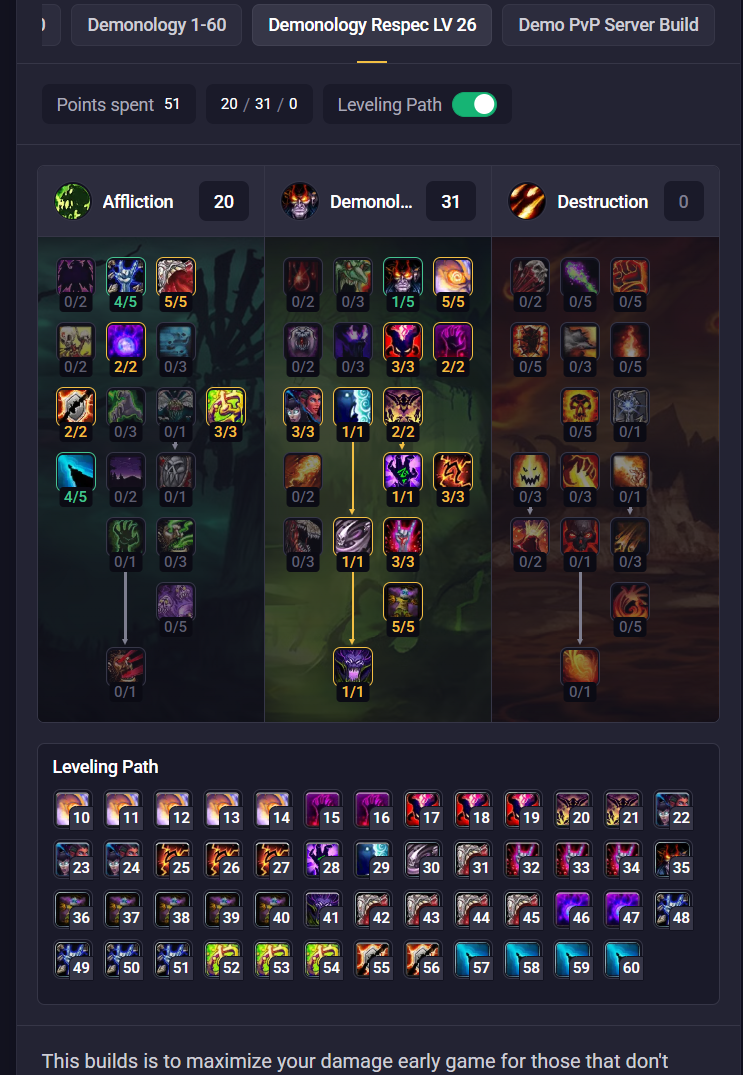 Demonology 1-60 Demonology Respec LV 26 Demo PvP Server Build
Points spent 51 20 / 31 / 0 Leveling Path
Affliction 20 Demonol... 31 Destruction 0
0/2 4/5 5/5 0/2 0/3 1/5 5/5 0/2 0/5 0/5
0/2 2/2 0/2 0/2 0/3 3/3 2/2 0/5 0/3 0/5
2/2 0/3 0/1 3/3 3/3 1/1 2/2 0/5 0/1
4/5 0/2 0/1 0/2 1/1 3/3 0/3 0/3 0/1
0/1 0/3 0/3 1/1 3/3 0/2 0/1 0/3
0/5 5/5 0/5
0/1 1/1 0/1
Leveling Path
10 11 12 13 14 15 16 17 18 19 20 21 22
23 24 25 26 27 28 29 30 31 32 33 34 35
36 37 38 39 40 41 42 43 44 45 46 47 48
49 50 51 52 53 54 55 56 57 58 59 60
This builds is to maximize your damage early game for those that don't